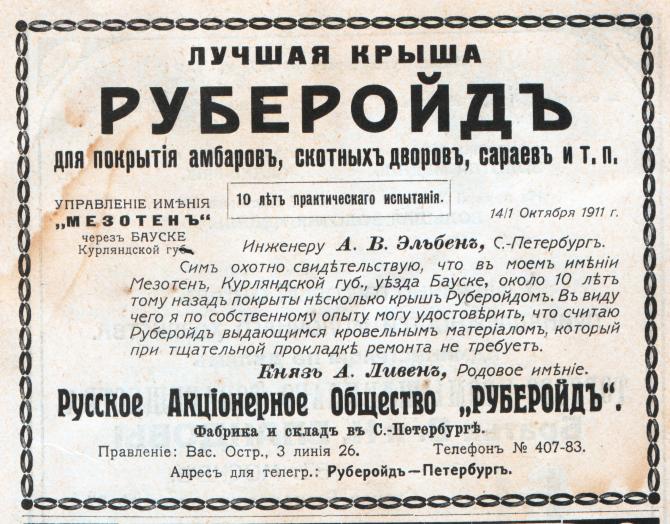 ЛУЧШАЯ КРЫША
РУБЕРОЙДЪ
для покрытія амбаровъ, скотныхъ дворовъ, сараевъ и т. п.
10 лѣтъ практическаго испытанія.
УПРАВЛЕНІЕ ИМѢНІЯ
„МЕЗОТЕНЪ“
черезъ БАУСКЕ
Курляндской губ.
14/1 Октября 1911 г.
Инженеру А. В. Эльбенъ, С.-Петербургъ.
Симъ охотно свидѣтельствую, что въ моемъ имѣніи
Мезотенъ, Курляндской губ., уѣзда Бауске, около 10 лѣтъ
тому назадъ покрыты нѣсколько крышъ Руберойдомъ. Въ виду
чего я по собственному опыту могу удостовѣрить, что считаю
Руберойдъ выдающимся кровельнымъ матеріаломъ, который
при тщательной прокладкѣ ремонта не требуетъ.
Князь А. Ливенъ, Родовое имѣніе.
Русское Акціонерное Общество „РУБЕРОЙДЪ“.
Фабрика и складъ въ С.-Петербургѣ.
Правленіе: Вас. Остр., 3 линія 26. Телефонъ № 407-83.
Адресъ для телегр.: Руберойдъ—Петербургъ.